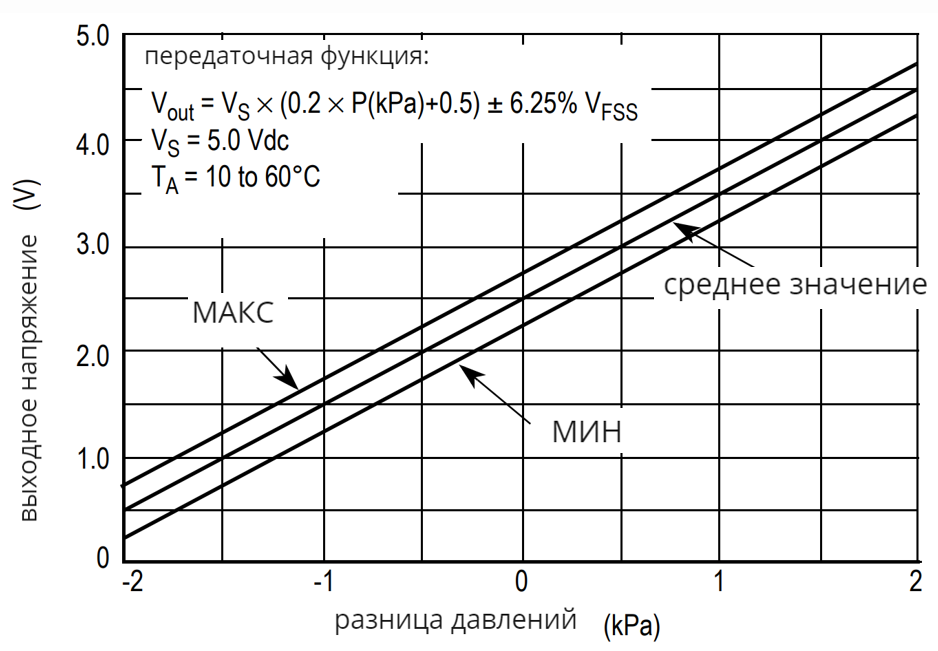 5.0
передаточная функция:
Vout = VS × (0.2 × P(kPa)+0.5) ± 6.25% VFSS
VS = 5.0 Vdc
TA = 10 to 60°C
4.0
3.0
2.0
1.0
0
выходное напряжение (V)
МАКС
среднее значение
МИН
-2 -1 0 1 2
разница давлений (kPa)